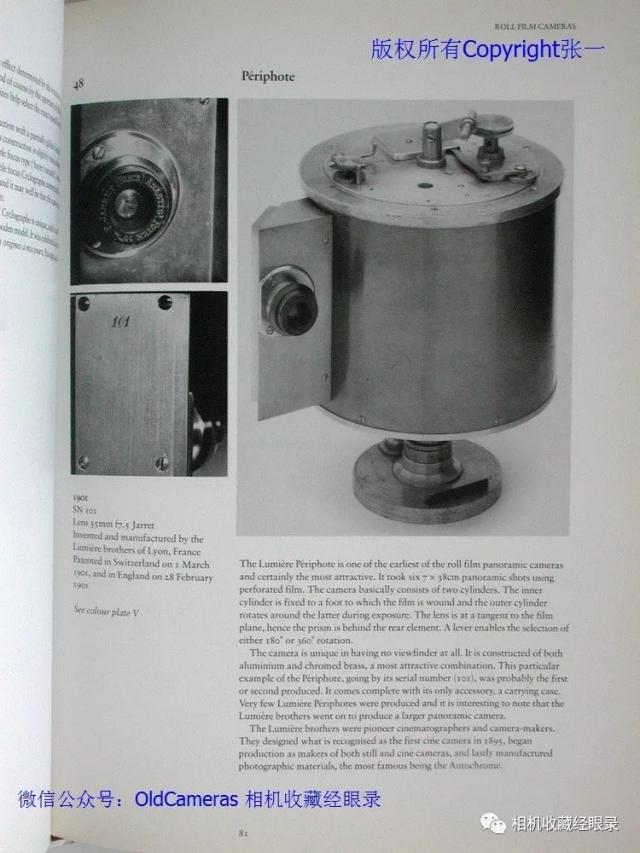 ROLL FILM CAMERAS
版权所有Copyright张一
48
Périphote
effect determined by the
and of course by the aperture
help select the most
101
1901
SN 101
Lens 55mm f7.5 Jarret
Invented and manufactured by the
Lumière brothers of Lyon, France
Patented in Switzerland on 1 March
1901, and in England on 28 February
1901
See colour plate V
The Lumière Périphote is one of the earliest of the roll film panoramic cameras
and certainly the most attractive. It took six 7 × 38cm panoramic shots using
perforated film. The camera basically consists of two cylinders. The inner
cylinder is fixed to a foot to which the film is wound and the outer cylinder
rotates around the latter during exposure. The lens is at a tangent to the film
plane, hence the prism is behind the rear element. A lever enables the selection of
either 180° or 360° rotation.
The camera is unique in having no viewfinder at all. It is constructed of both
aluminium and chromed brass, a most attractive combination. This particular
example of the Périphote, going by its serial number (101), was probably the first
or second produced. It comes complete with its only accessory, a carrying case.
Very few Lumière Périphotes were produced and it is interesting to note that the
Lumière brothers went on to produce a larger panoramic camera.
The Lumière brothers were pioneer cinematographers and camera-makers.
They designed what is recognised as the first ciné camera in 1895, began
production as makers of both still and ciné cameras, and lastly manufactured
photographic materials, the most famous being the Autochrome.
微信公众号：OldCameras 相机收藏经眼录
相机收藏经眼录
81